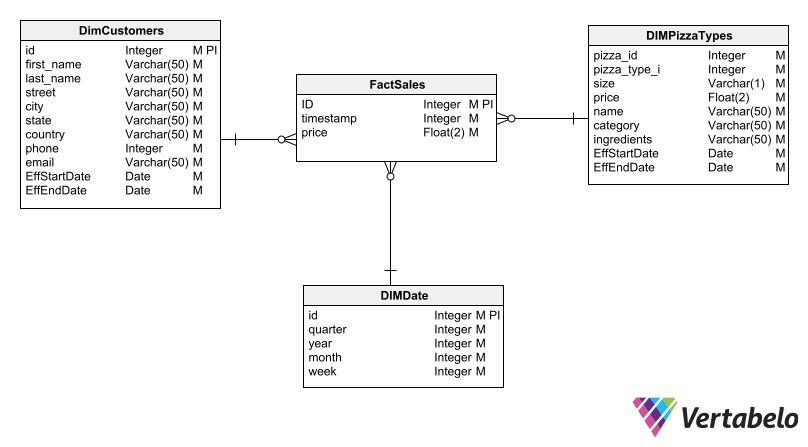 DimCustomers
id Integer M PI
first_name Varchar(50) M
last_name Varchar(50) M
street Varchar(50) M
city Varchar(50) M
state Varchar(50) M
country Varchar(50) M
phone Integer M
email Varchar(50) M
EffStartDate Date M
EffEndDate Date M
FactSales
ID Integer M PI
timestamp Integer M
price Float(2) M
DIMPizzaTypes
pizza_id Integer M
pizza_type_i Integer M
size Varchar(1) M
price Float(2) M
name Varchar(50) M
category Varchar(50) M
ingredients Varchar(50) M
EffStartDate Date M
EffEndDate Date M
DIMDate
id Integer M PI
quarter Integer M
year Integer M
month Integer M
week Integer M
Vertabelo